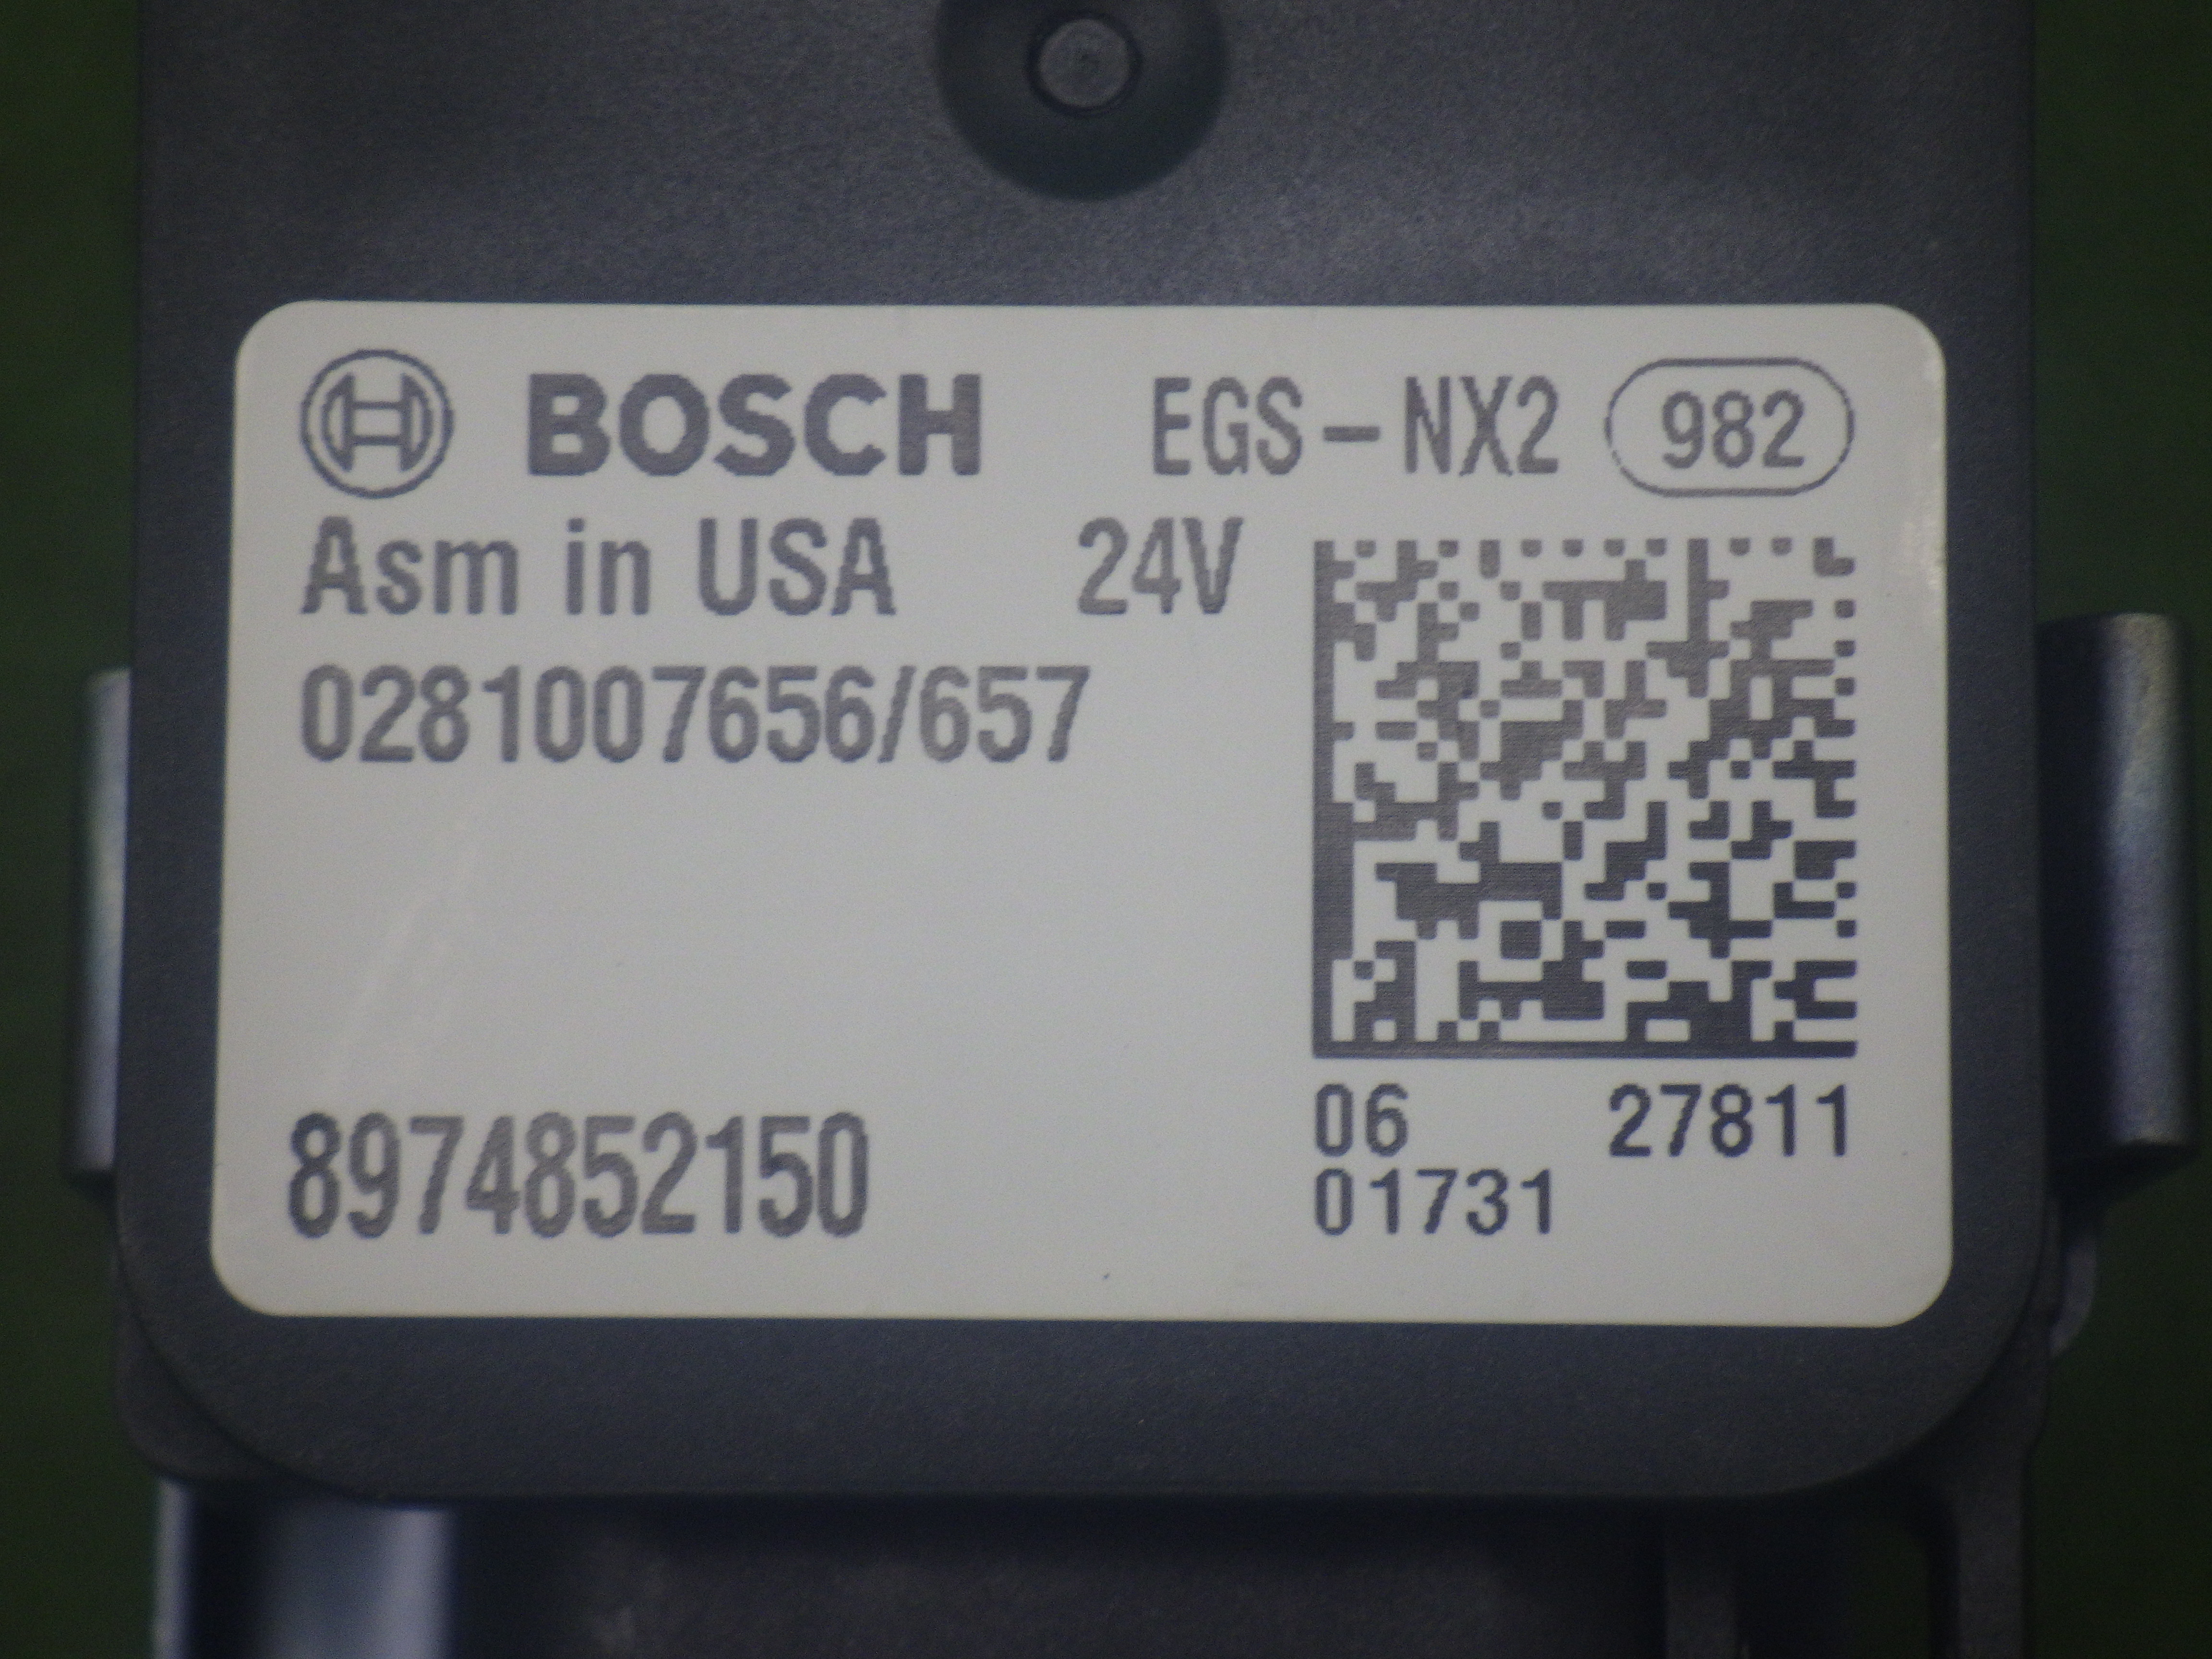 BOSCH EGS-NX2 982
Asm in USA 24V
0281007656/657
8974852150
06 27811
01731